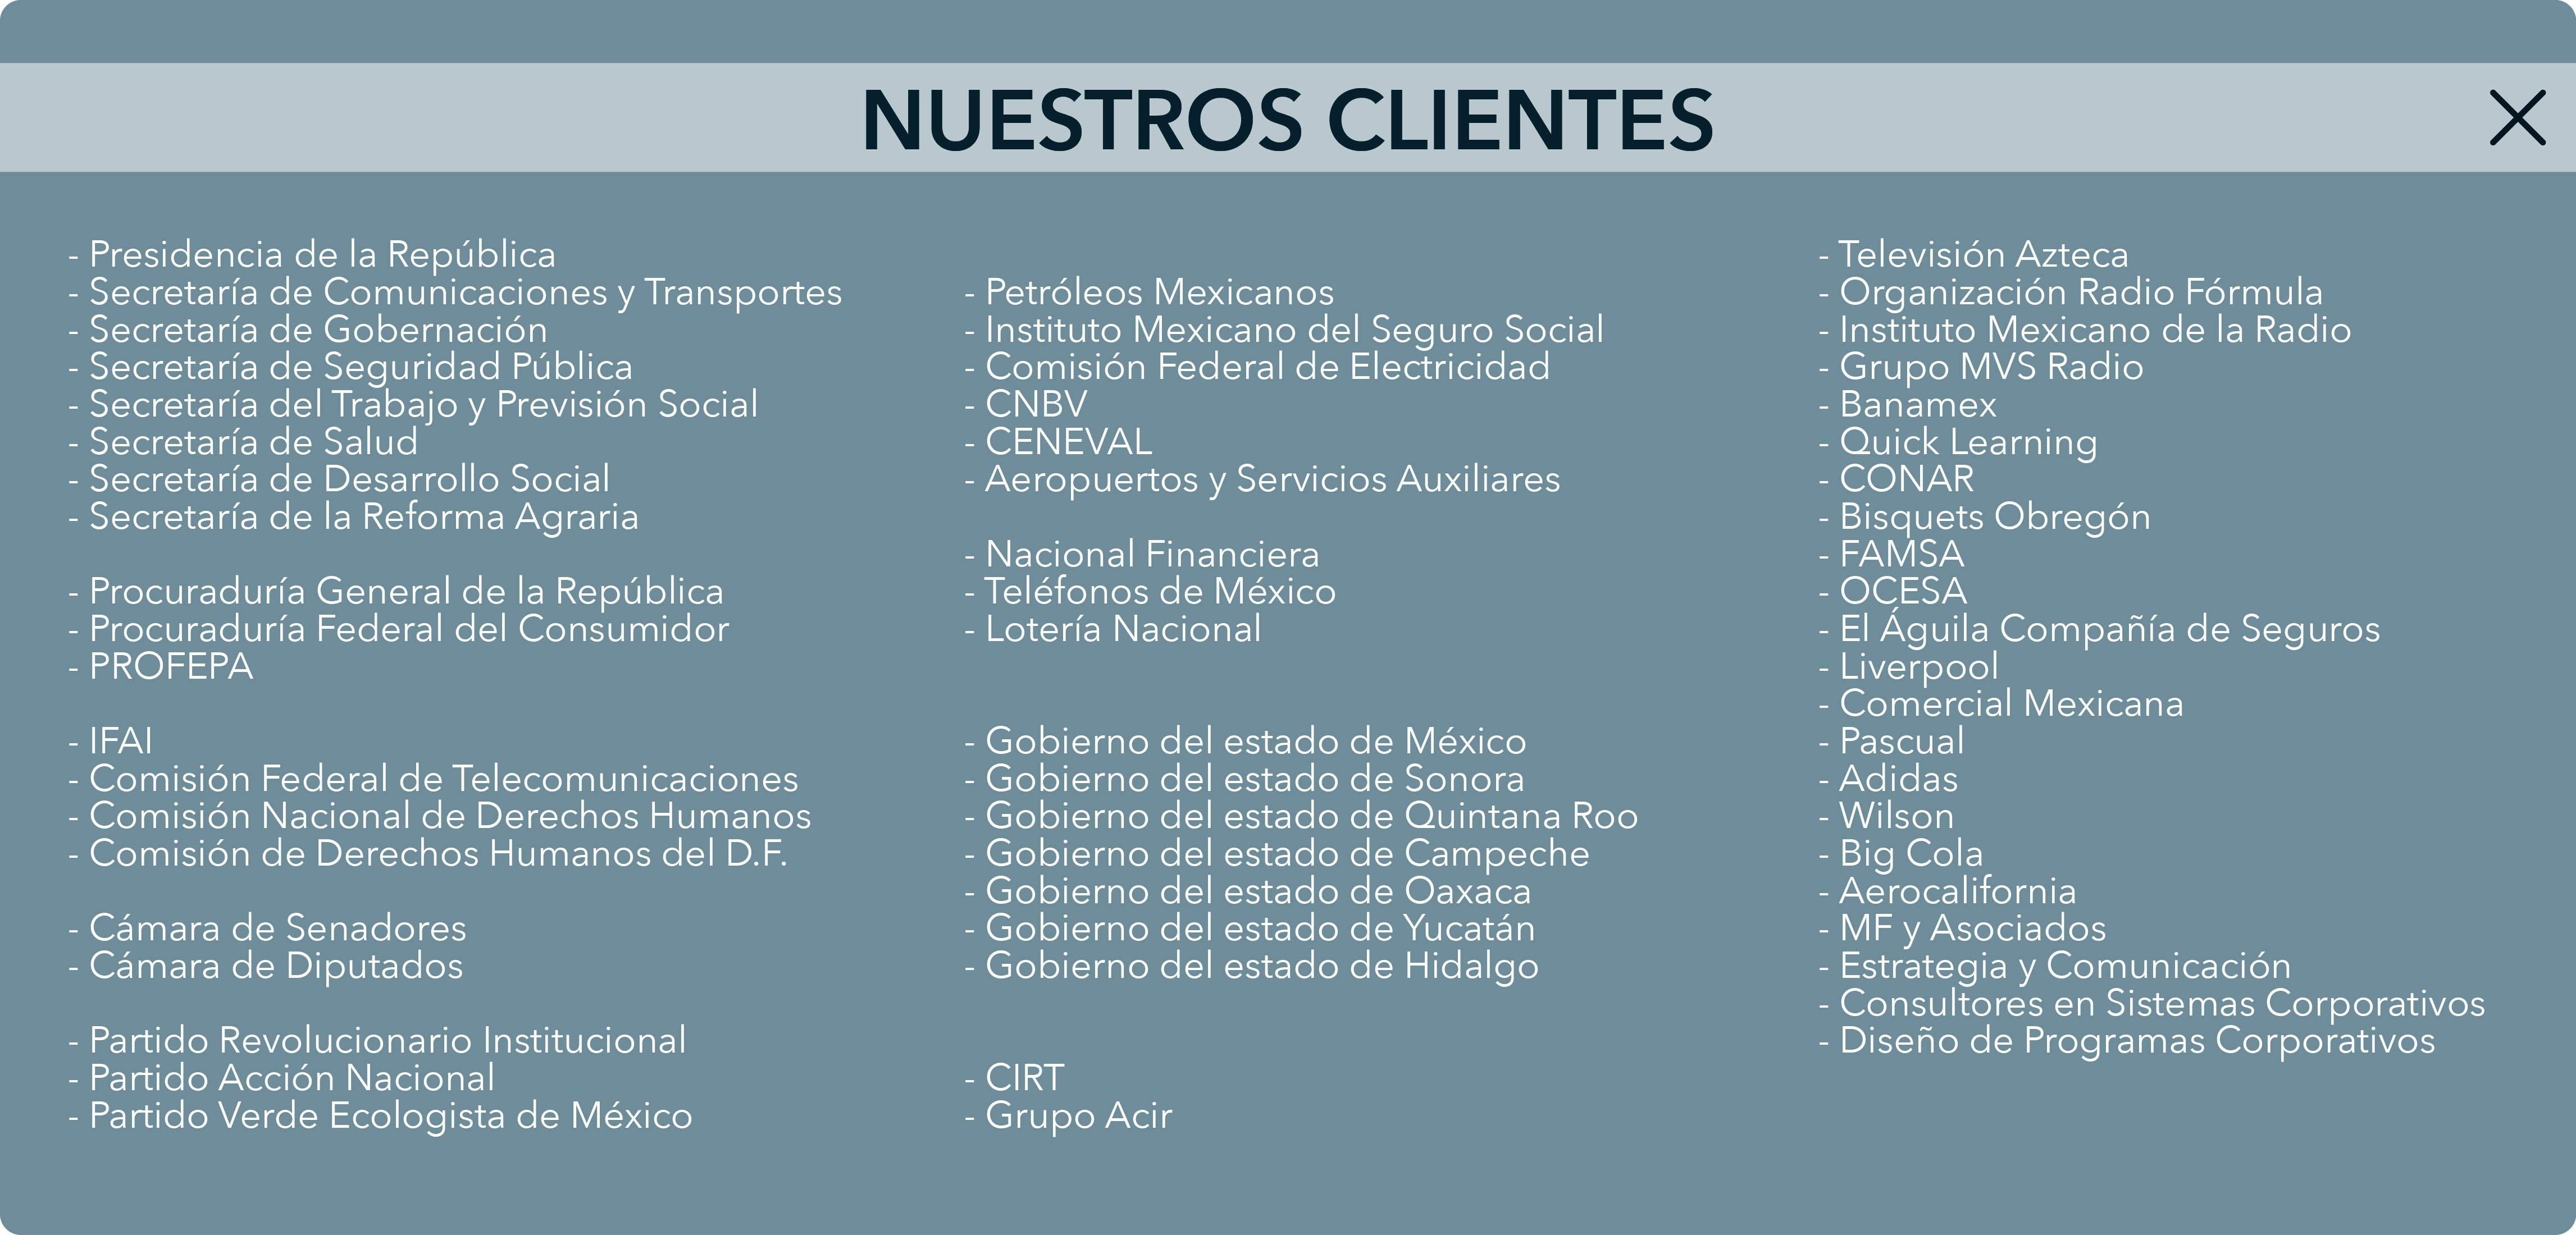 NUESTROS CLIENTES
- Presidencia de la República
- Secretaría de Comunicaciones y Transportes
- Secretaría de Gobernación
- Secretaría de Seguridad Pública
- Secretaría del Trabajo y Previsión Social
- Secretaría de Salud
- Secretaría de Desarrollo Social
- Secretaría de la Reforma Agraria
- Procuraduría General de la República
- Procuraduría Federal del Consumidor
- PROFEPA
- IFAI
- Comisión Federal de Telecomunicaciones
- Comisión Nacional de Derechos Humanos
- Comisión de Derechos Humanos del D.F.
- Cámara de Senadores
- Cámara de Diputados
- Partido Revolucionario Institucional
- Partido Acción Nacional
- Partido Verde Ecologista de México
- Petróleos Mexicanos
- Instituto Mexicano del Seguro Social
- Comisión Federal de Electricidad
- CNBV
- CENEVAL
- Aeropuertos y Servicios Auxiliares
- Nacional Financiera
- Teléfonos de México
- Lotería Nacional
- Gobierno del estado de México
- Gobierno del estado de Sonora
- Gobierno del estado de Quintana Roo
- Gobierno del estado de Campeche
- Gobierno del estado de Oaxaca
- Gobierno del estado de Yucatán
- Gobierno del estado de Hidalgo
- CIRT
- Grupo Acir
- Televisión Azteca
- Organización Radio Fórmula
- Instituto Mexicano de la Radio
- Grupo MVS Radio
- Banamex
- Quick Learning
- CONAR
- Bisquets Obregón
- FAMSA
- OCESA
- El Águila Compañía de Seguros
- Liverpool
- Comercial Mexicana
- Pascual
- Adidas
- Wilson
- Big Cola
- Aerocalifornia
- MF y Asociados
- Estrategia y Comunicación
- Consultores en Sistemas Corporativos
- Diseño de Programas Corporativos